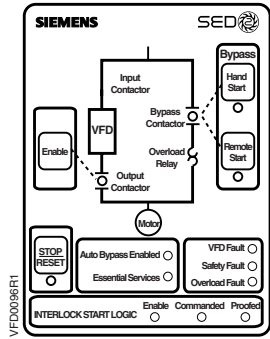 SIEMENS
SED2
Bypass
Input
Contactor
Hand
Start
Bypass
Contactor
VFD
Enable
Overload
Relay
Remote
Start
Output
Contactor
Motor
STOP
RESET
Auto Bypass Enabled
Essential Services
VFD Fault
Safety Fault
Overload Fault
INTERLOCK START LOGIC
Enable
Commanded
Proofed
VFD0096R1